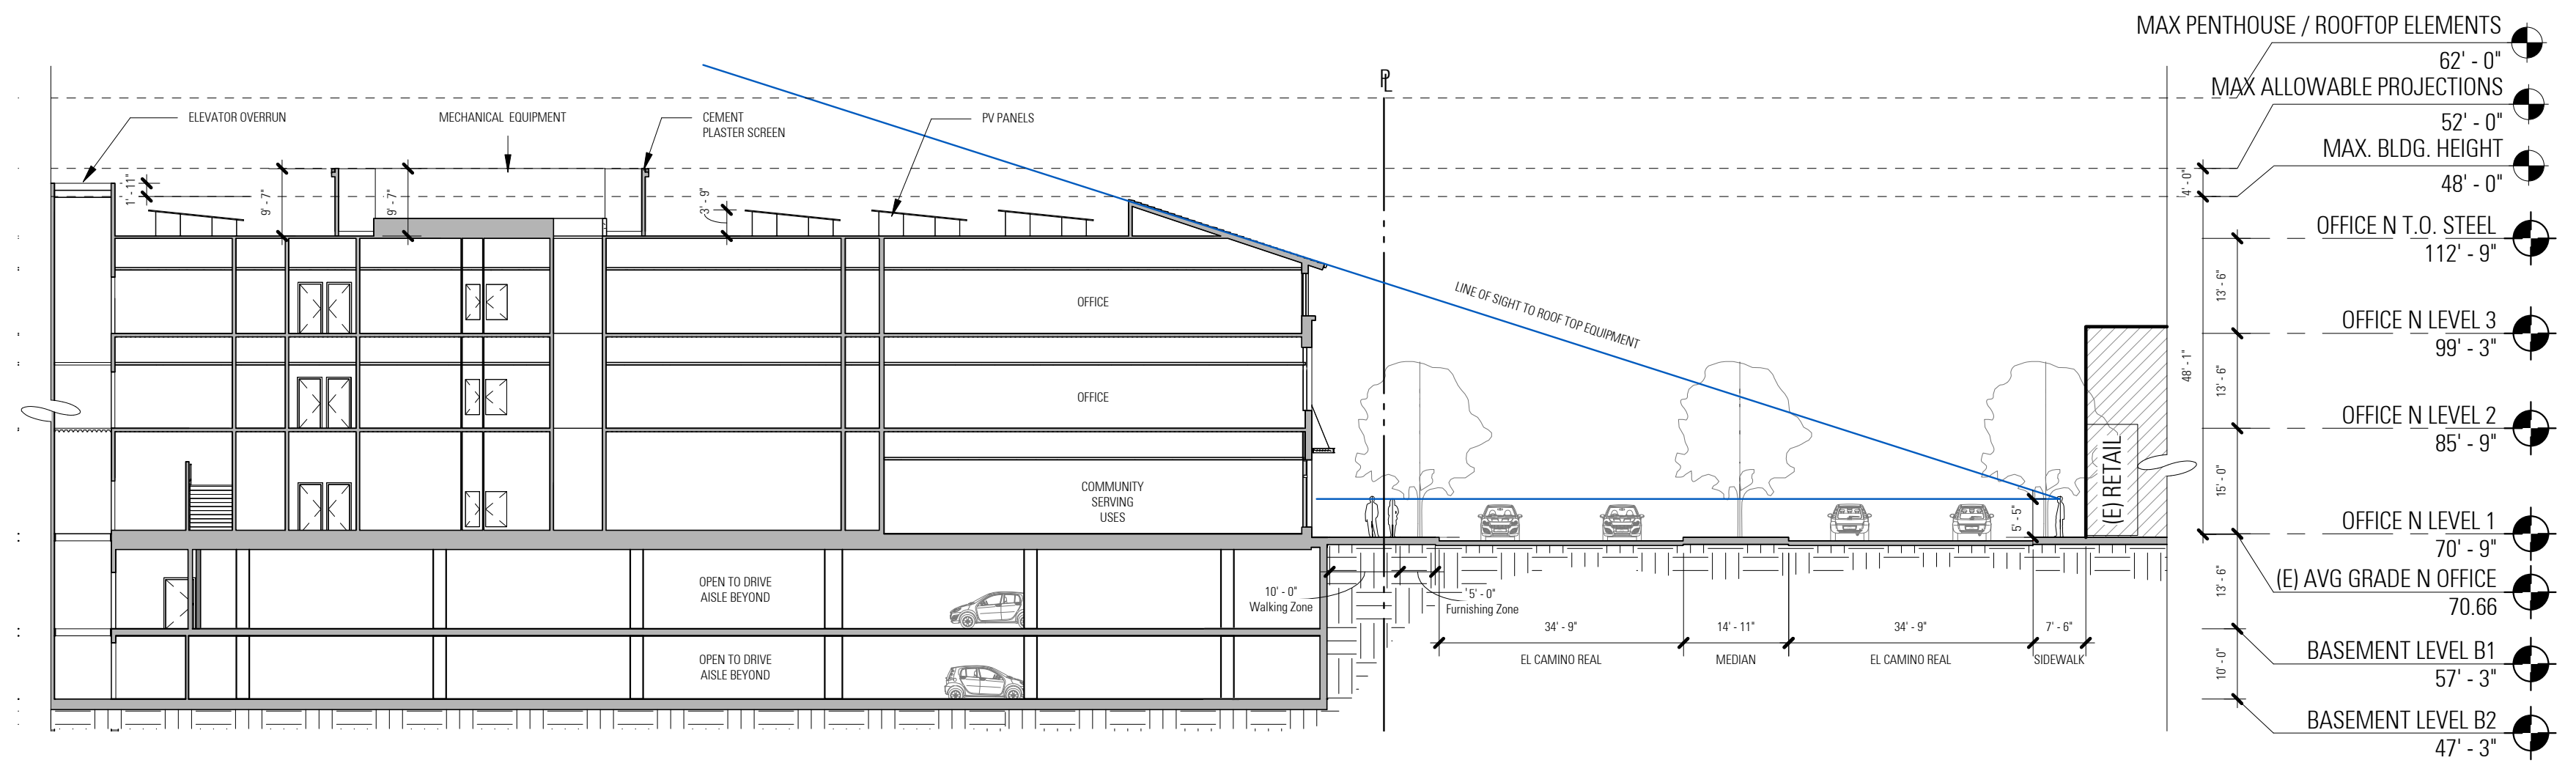 MAX PENTHOUSE / ROOFTOP ELEMENTS
62' - 0"
MAX ALLOWABLE PROJECTIONS
52' - 0"
MAX. BLDG. HEIGHT
48' - 0"
OFFICE N T.O. STEEL
112' - 9"
OFFICE N LEVEL 3
99' - 3"
OFFICE N LEVEL 2
85' - 9"
OFFICE N LEVEL 1
70' - 9"
(E) AVG GRADE N OFFICE
70.66
BASEMENT LEVEL B1
57' - 3"
BASEMENT LEVEL B2
47' - 3"
PL
ELEVATOR OVERRUN
MECHANICAL EQUIPMENT
CEMENT
PLASTER SCREEN
PV PANELS
1' - 11"
9' - 7"
9' - 7"
3' - 9"
4' - 0"
48' - 1"
13' - 6"
13' - 6"
15' - 0"
13' - 6"
10' - 0"
LINE OF SIGHT TO ROOF TOP EQUIPMENT
OFFICE
OFFICE
COMMUNITY
SERVING
USES
(E) RETAIL
5' - 5"
OPEN TO DRIVE
AISLE BEYOND
OPEN TO DRIVE
AISLE BEYOND
10' - 0"
Walking Zone
5' - 0"
Furnishing Zone
34' - 9"
14' - 11"
34' - 9"
7' - 6"
EL CAMINO REAL
MEDIAN
EL CAMINO REAL
SIDEWALK